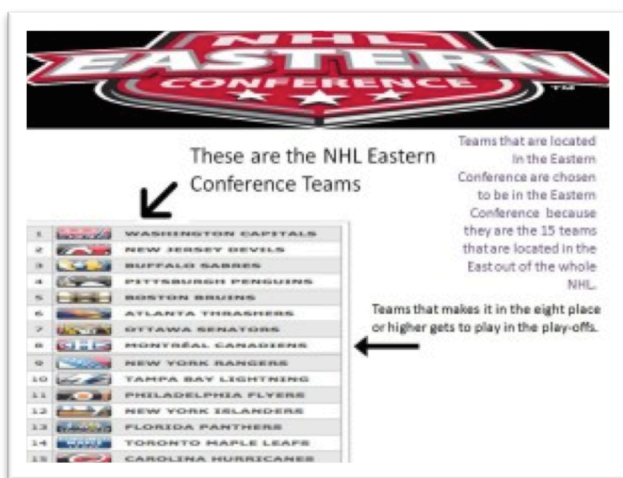 NHL
EASTERN
CONFERENCE
TM
These are the NHL Eastern
Conference Teams
Teams that are located
In the Eastern
Conference are chosen
to be in the Eastern
Conference because
they are the 15 teams
that are located in the
East out of the whole
NHL.
Teams that makes it in the eight place
or higher gets to play in the play-offs.
1 WASHINGTON CAPITALS
2 NEW JERSEY DEVILS
3 BUFFALO SABRES
4 PITTSBURGH PENGUINS
5 BOSTON BRUINS
6 ATLANTA THRASHERS
7 OTTAWA SENATORS
8 MONTRÉAL CANADIENS
9 NEW YORK RANGERS
10 TAMPA BAY LIGHTNING
11 PHILADELPHIA FLYERS
12 NEW YORK ISLANDERS
13 FLORIDA PANTHERS
14 TORONTO MAPLE LEAFS
15 CAROLINA HURRICANES